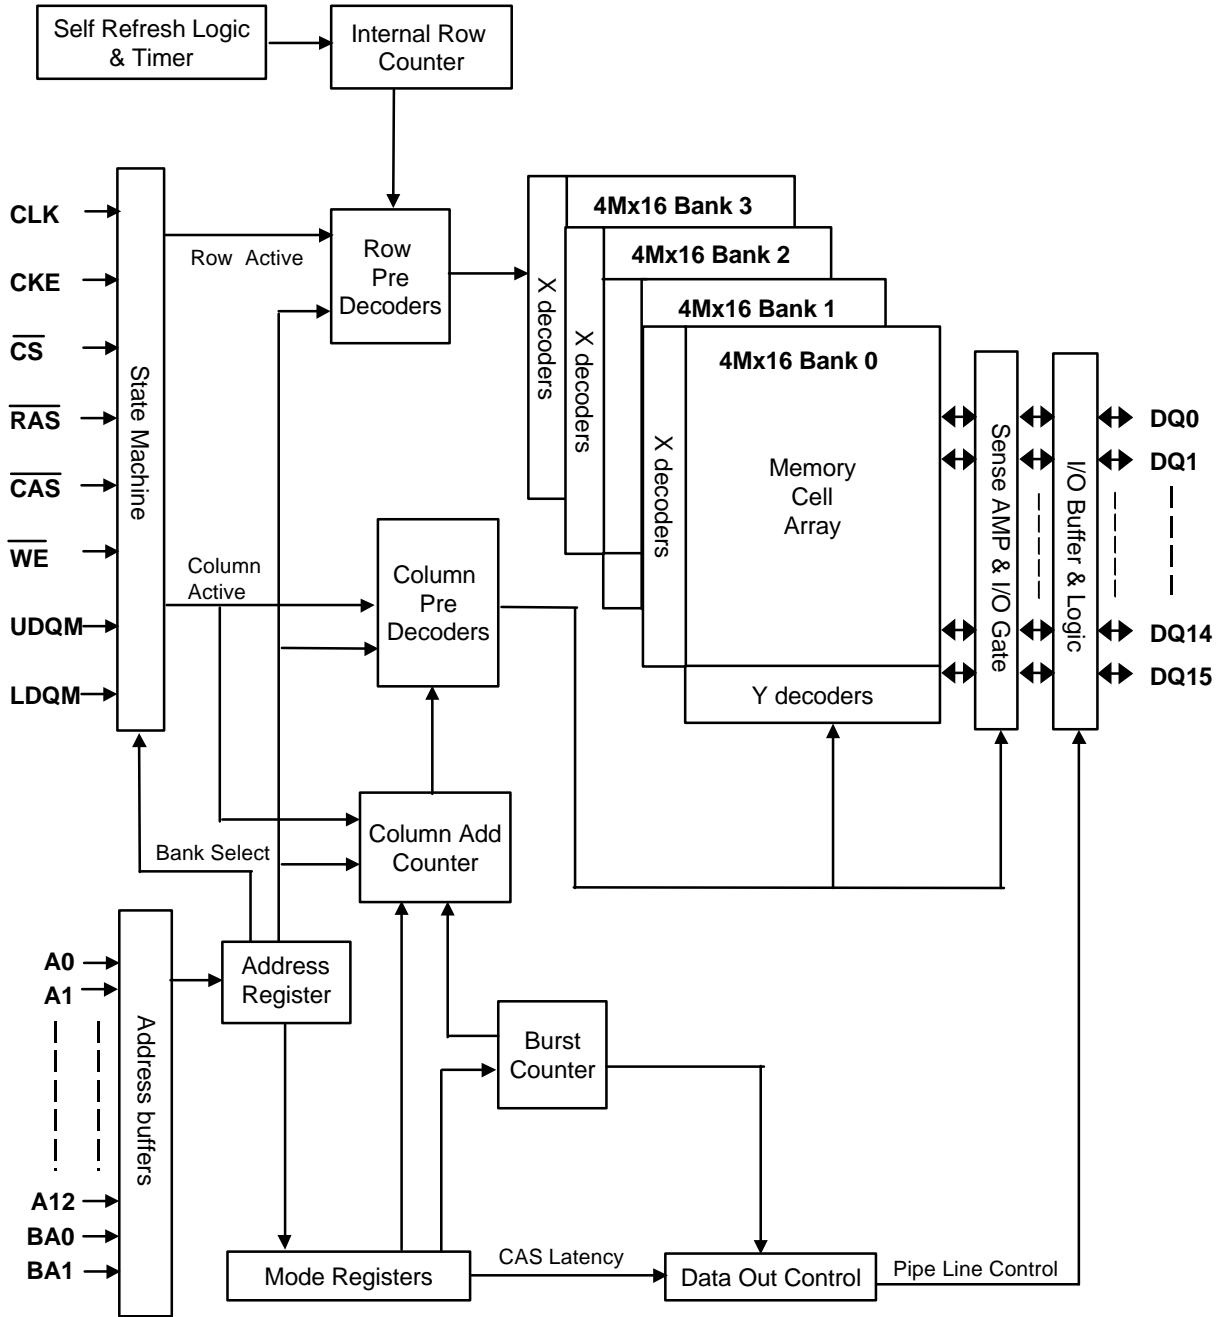 Self Refresh Logic
& Timer
Internal Row
Counter
CLK
CKE
CS
RAS
CAS
WE
UDQM
LDQM
State Machine
Row Active
Row
Pre
Decoders
Column
Active
Column
Pre
Decoders
4Mx16 Bank 3
4Mx16 Bank 2
4Mx16 Bank 1
4Mx16 Bank 0
X decoders
X decoders
X decoders
Memory
Cell
Array
Y decoders
Sense AMP & I/O Gate
I/O Buffer & Logic
DQ0
DQ1
DQ14
DQ15
Bank Select
Column Add
Counter
A0
A1
A12
BA0
BA1
Address buffers
Address
Register
Burst
Counter
Mode Registers
CAS Latency
Data Out Control
Pipe Line Control